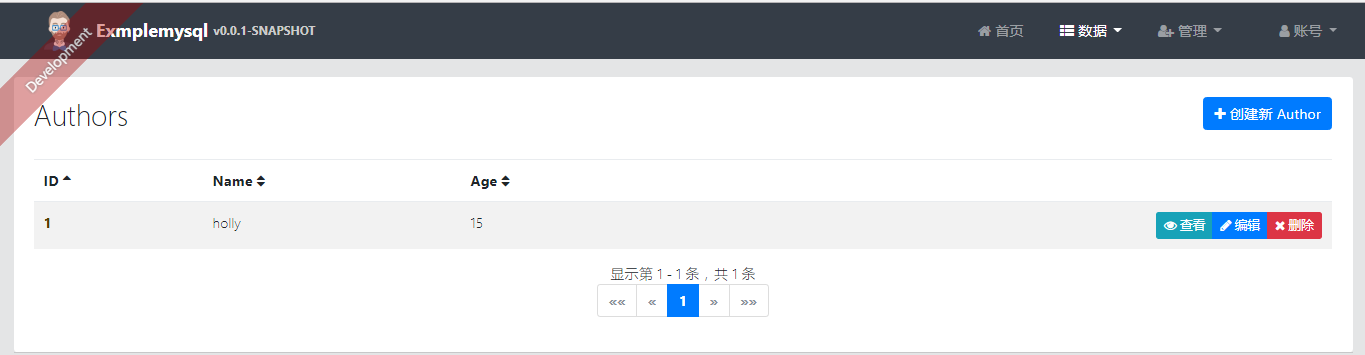 Exmplemysql v0.0.1-SNAPSHOT 首页 数据 管理 账号
Development
Authors 创建新 Author
ID Name Age
1 holly 15 查看 编辑 删除
显示第 1 - 1 条，共 1 条
«« « 1 » »»